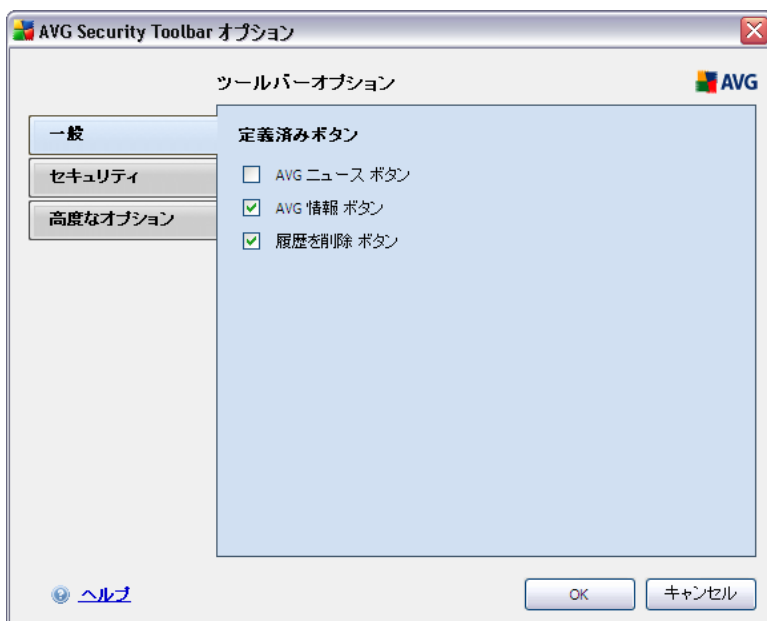 AVG Security Toolbar オプション
ツールバーオプション
AVG
一般
セキュリティ
高度なオプション
定義済みボタン
AVG ニュース ボタン
AVG 情報 ボタン
履歴を削除 ボタン
ヘルプ
OK
キャンセル